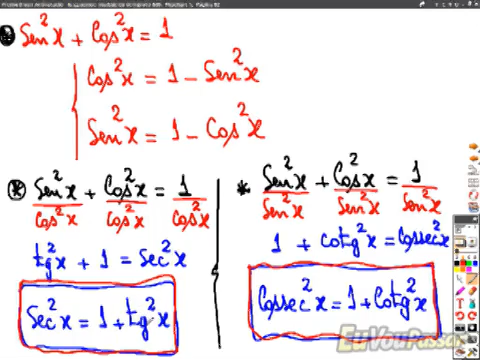 Sen²x + Cos²x = 1
Cos²x = 1 - Sen²x
Sen²x = 1 - Cos²x
* Sen²x/Cos²x + Cos²x/Cos²x = 1/Cos²x
tg²x + 1 = Sec²x
Sec²x = 1 + tg²x
* Sen²x/Sen²x + Cos²x/Sen²x = 1/Sen²x
1 + cotg²x = Cossec²x
Cossec²x = 1 + Cotg²x
EuVouPassar